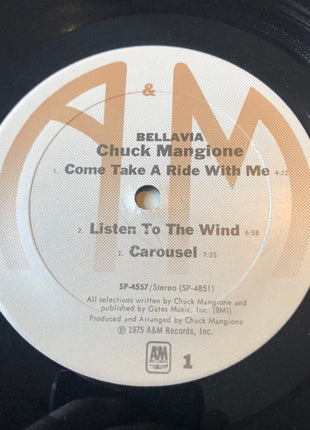 A&M
BELLAVIA
Chuck Mangione
1. Come Take A Ride With Me 4:22
2. Listen To The Wind 6:58
3. Carousel 7:35
SP-4557/Stereo (SP-4851)
All selections written by Chuck Mangione and
published by Gates Music, Inc. (BMI)
Produced and Arranged by Chuck Mangione
℗ 1975 A&M Records, Inc.
A&M
RECORDS
1